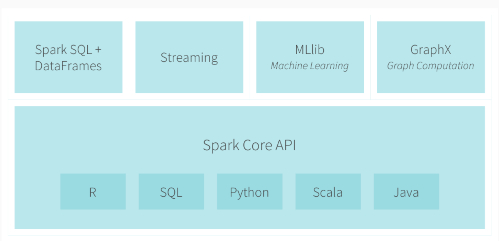 Spark SQL +
DataFrames
Streaming
MLlib
Machine Learning
GraphX
Graph Computation
Spark Core API
R
SQL
Python
Scala
Java